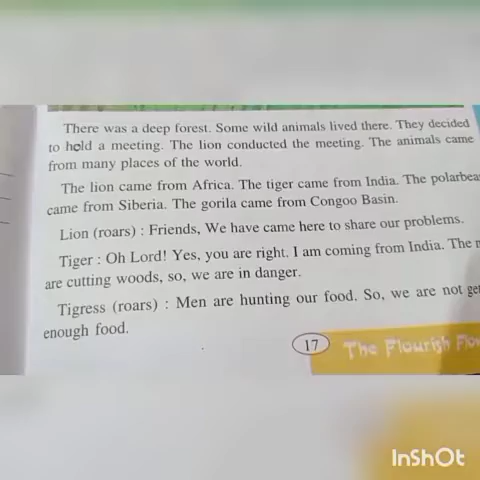 There was a deep forest. Some wild animals lived there. They decided
to hold a meeting. The lion conducted the meeting. The animals came
from many places of the world.
The lion came from Africa. The tiger came from India. The polarbea
came from Siberia. The gorila came from Congoo Basin.
Lion (roars) : Friends, We have came here to share our problems.
Tiger : Oh Lord! Yes, you are right. I am coming from India. The
are cutting woods, so, we are in danger.
Tigress (roars) : Men are hunting our food. So, we are not ge
enough food.
17
The Flourish Flo
InShOt